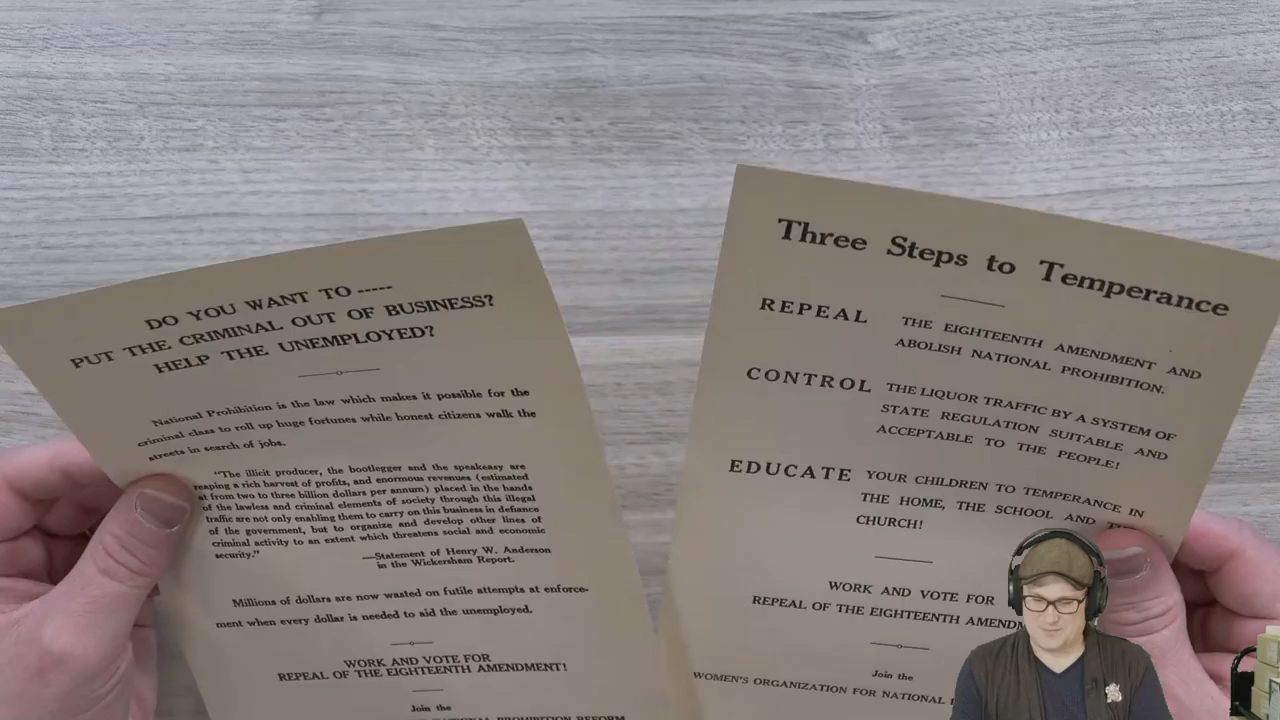 DO YOU WANT TO -----
PUT THE CRIMINAL OUT OF BUSINESS?
HELP THE UNEMPLOYED?
National Prohibition is the law which makes it possible for the
criminal class to roll up huge fortunes while honest citizens walk the
streets in search of jobs.
"The illicit producer, the bootlegger and the speakeasy are
reaping a rich harvest of profits, and enormous revenues (estimated
at from two to three billion dollars per annum) placed in the hands
of the lawless and criminal elements of society through this illegal
traffic are not only enabling them to carry on this business in defiance
of the government, but to organize and develop other lines of
criminal activity to an extent which threatens social and economic
security."
—Statement of Henry W. Anderson
in the Wickersham Report.
Millions of dollars are now wasted on futile attempts at enforce-
ment when every dollar is needed to aid the unemployed.
WORK AND VOTE FOR
REPEAL OF THE EIGHTEENTH AMENDMENT!
Join the
NATIONAL PROHIBITION REFORM
Three Steps to Temperance
REPEAL THE EIGHTEENTH AMENDMENT AND
ABOLISH NATIONAL PROHIBITION.
CONTROL THE LIQUOR TRAFFIC BY A SYSTEM OF
STATE REGULATION SUITABLE AND
ACCEPTABLE TO THE PEOPLE!
EDUCATE YOUR CHILDREN TO TEMPERANCE IN
THE HOME, THE SCHOOL AND
CHURCH!
WORK AND VOTE FOR
REPEAL OF THE EIGHTEENTH
Join the
WOMEN'S ORGANIZATION FOR NATIONAL